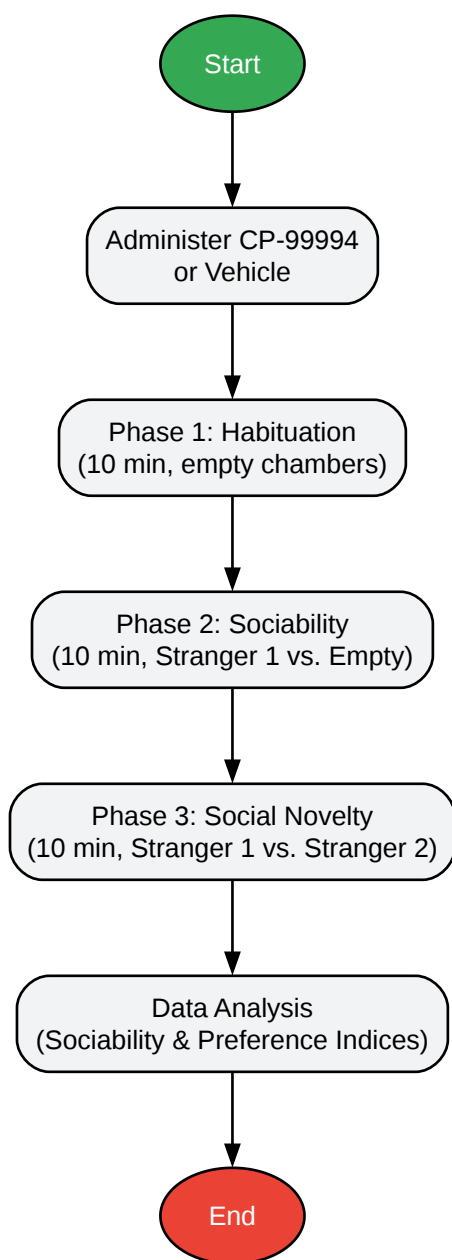 Start
Administer CP-99994
or Vehicle
Phase 1: Habituation
(10 min, empty chambers)
Phase 2: Sociability
(10 min, Stranger 1 vs. Empty)
Phase 3: Social Novelty
(10 min, Stranger 1 vs. Stranger 2)
Data Analysis
(Sociability & Preference Indices)
End